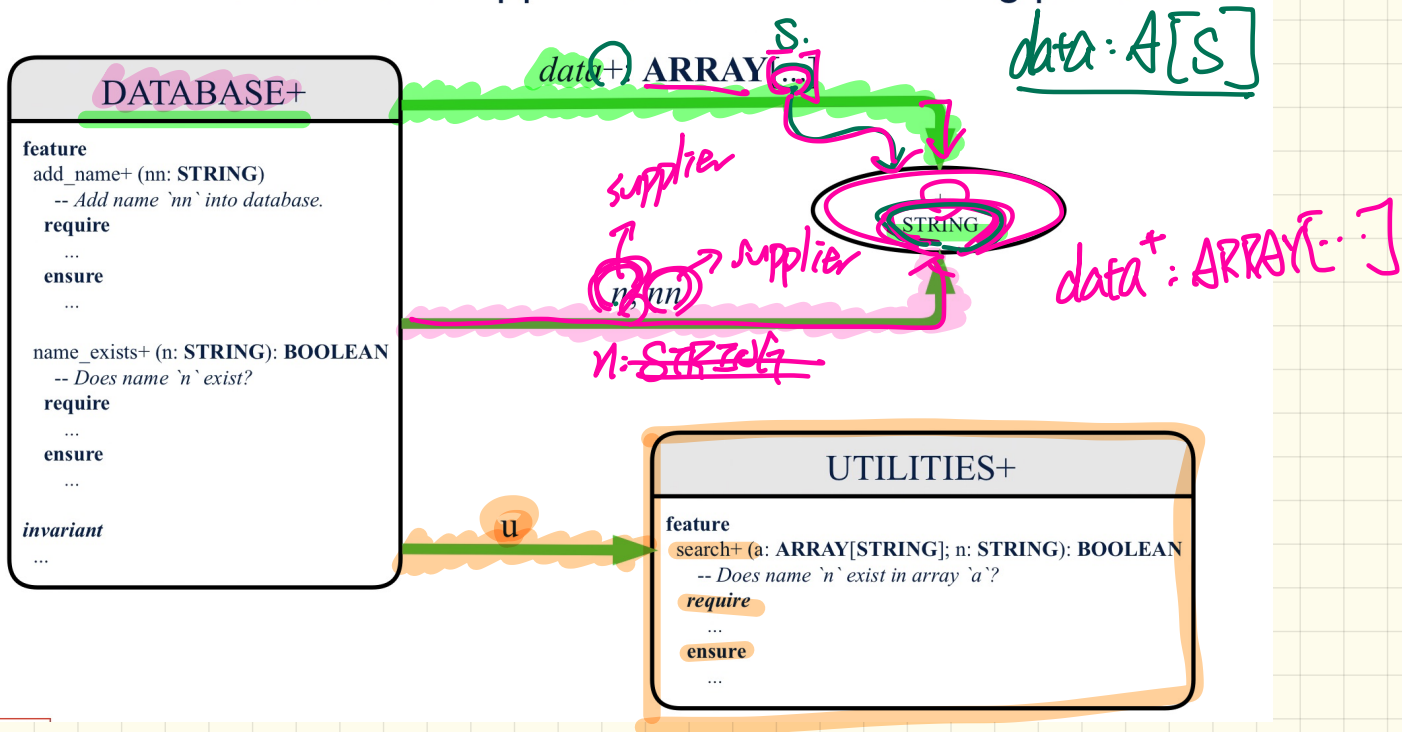 S.
data : A[S]
data+: ARRAY[...]
DATABASE+
feature
add_name+ (nn: STRING)
-- Add name `nn` into database.
require
...
ensure
...
name_exists+ (n: STRING): BOOLEAN
-- Does name `n` exist?
require
...
ensure
...
invariant
...
supplier
+
STRING
supplier
n, nn
data+ : ARRAY[...]
n: STRING
u
UTILITIES+
feature
search+ (a: ARRAY[STRING]; n: STRING): BOOLEAN
-- Does name `n` exist in array `a`?
require
...
ensure
...